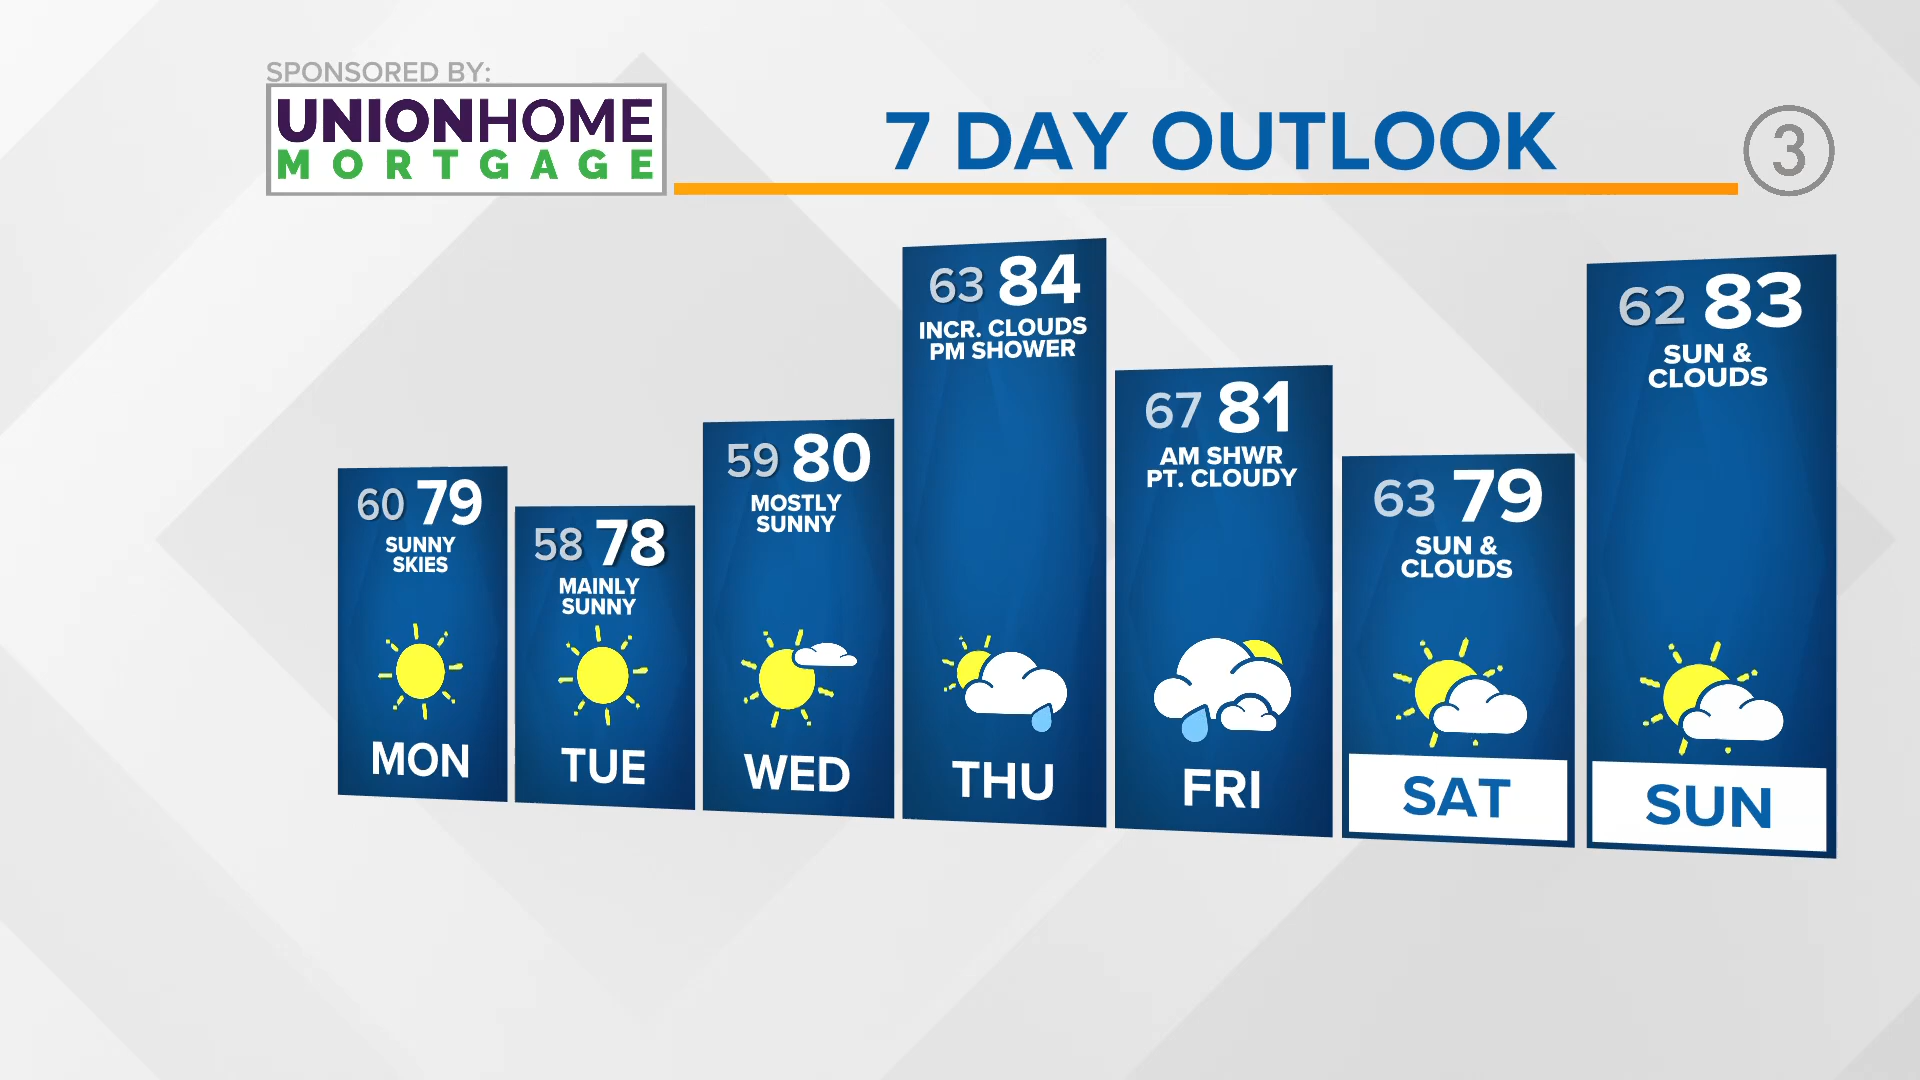 SPONSORED BY:
UNIONHOME
MORTGAGE
7 DAY OUTLOOK
3
60 79
SUNNY
SKIES
MON
58 78
MAINLY
SUNNY
TUE
59 80
MOSTLY
SUNNY
WED
63 84
INCR. CLOUDS
PM SHOWER
THU
67 81
AM SHWR
PT. CLOUDY
FRI
63 79
SUN &
CLOUDS
SAT
62 83
SUN &
CLOUDS
SUN